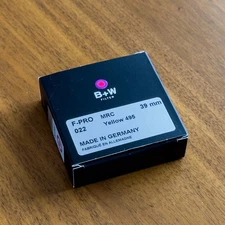 B+W
FILTER
F-PRO MRC 39 mm
022 Yellow 495
MADE IN GERMANY
FABRIQUÉ EN ALLEMAGNE